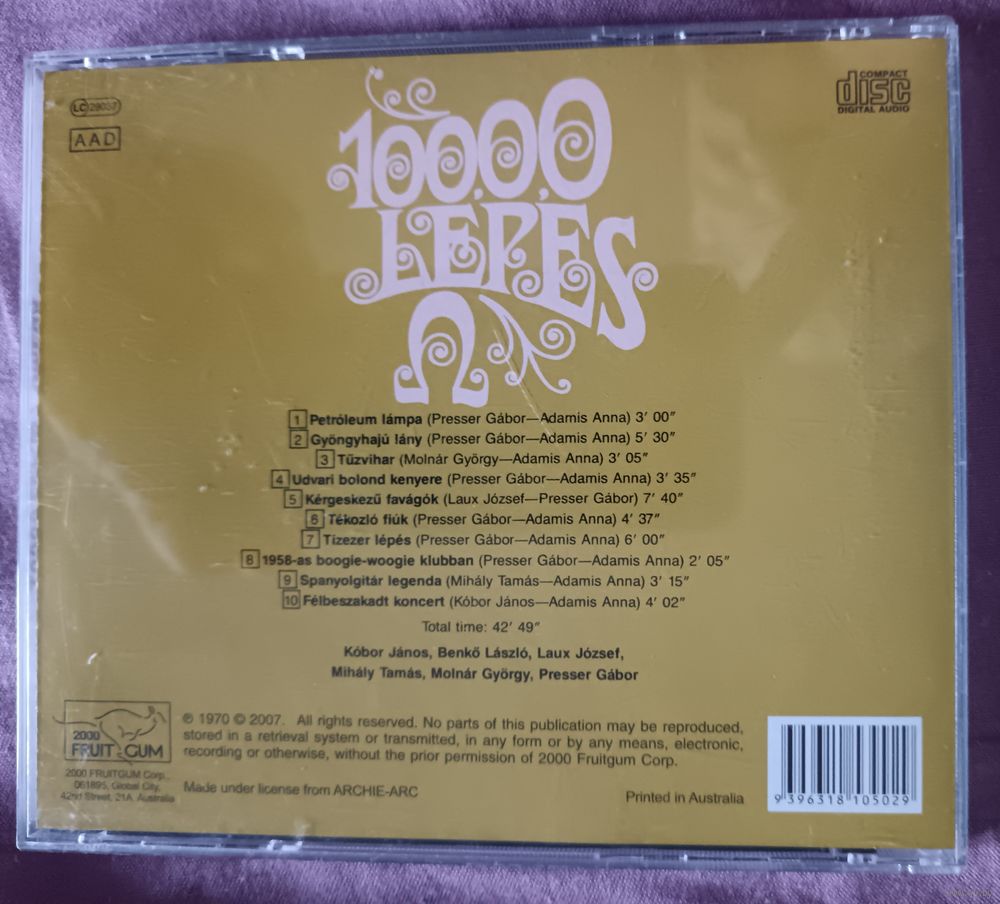 LC 29057
AAD
COMPACT
disc
DIGITAL AUDIO
10.000
LÉPÉS
Ω
1 Petróleum lámpa (Presser Gábor—Adamis Anna) 3′ 00″
2 Gyöngyhajú lány (Presser Gábor—Adamis Anna) 5′ 30″
3 Tűzvihar (Molnár György—Adamis Anna) 3′ 05″
4 Udvari bolond kenyere (Presser Gábor—Adamis Anna) 3′ 35″
5 Kérgeskezű favágók (Laux József—Presser Gábor) 7′ 40″
6 Tékozló fiúk (Presser Gábor—Adamis Anna) 4′ 37″
7 Tizezer lépés (Presser Gábor—Adamis Anna) 6′ 00″
8 1958-as boogie-woogie klubban (Presser Gábor—Adamis Anna) 2′ 05″
9 Spanyolgitár legenda (Mihály Tamás—Adamis Anna) 3′ 15″
10 Félbeszakadt koncert (Kóbor János—Adamis Anna) 4′ 02″
Total time: 42′ 49″
Kóbor János, Benkő László, Laux József,
Mihály Tamás, Molnár György, Presser Gábor
2000
FRUIT GUM
2000 FRUITGUM Corp.,
061895, Global City,
42nd Street, 21A, Australia
℗ 1970 © 2007. All rights reserved. No parts of this publication may be reproduced,
stored in a retrieval system or transmitted, in any form or by any means, electronic,
recording or otherwise, without the prior permission of 2000 Fruitgum Corp.
Made under license from ARCHIE-ARC
Printed in Australia
9 396318 105029